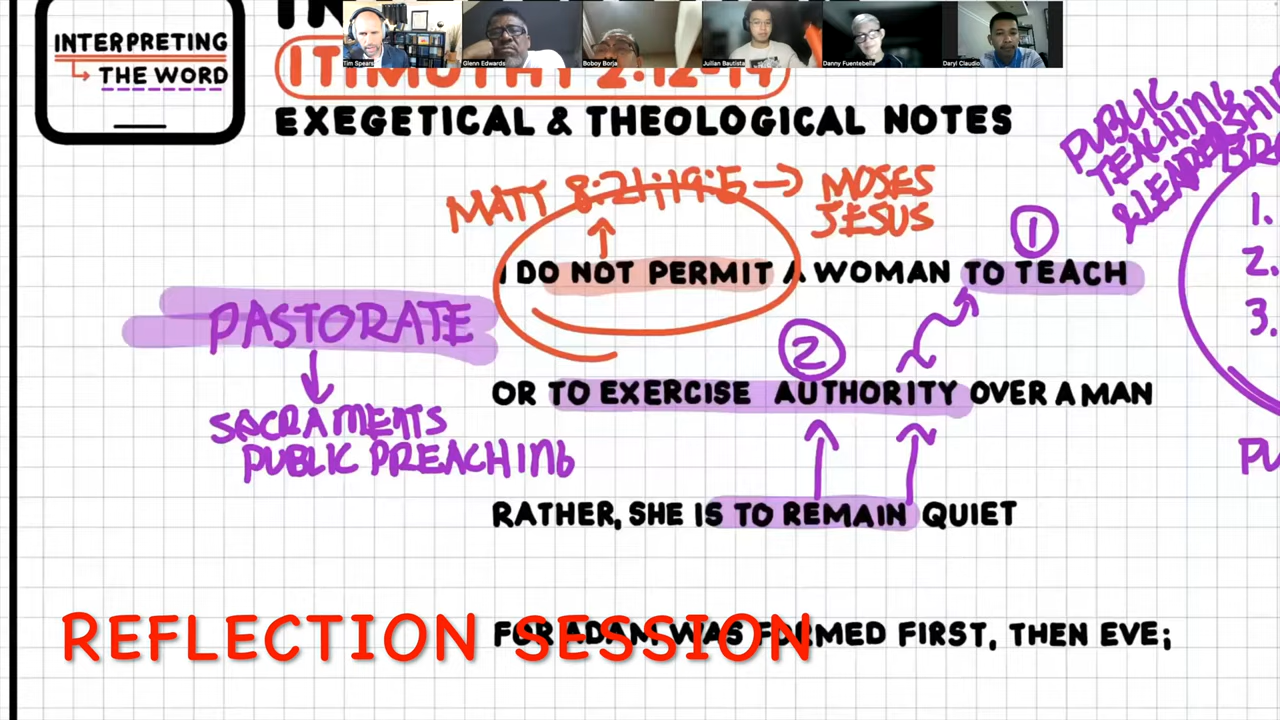 INTERPRETING
THE WORD
Tim Spears
Glenn Edwards
Boboy Borja
Julian Bautista
Danny Fuentebella
Daryl Claudio
1 TIMOTHY 2:12-14
EXEGETICAL & THEOLOGICAL NOTES
MATT 8:21; 19:5 → MOSES
JESUS
PUBLIC
TEACHING
& LEADERSHIP
1.
2.
3.
1
I DO NOT PERMIT A WOMAN TO TEACH
PASTORATE
2
OR TO EXERCISE AUTHORITY OVER A MAN
SACRAMENTS
PUBLIC PREACHING
RATHER, SHE IS TO REMAIN QUIET
REFLECTION SESSION
FOR ADAM WAS FORMED FIRST, THEN EVE;